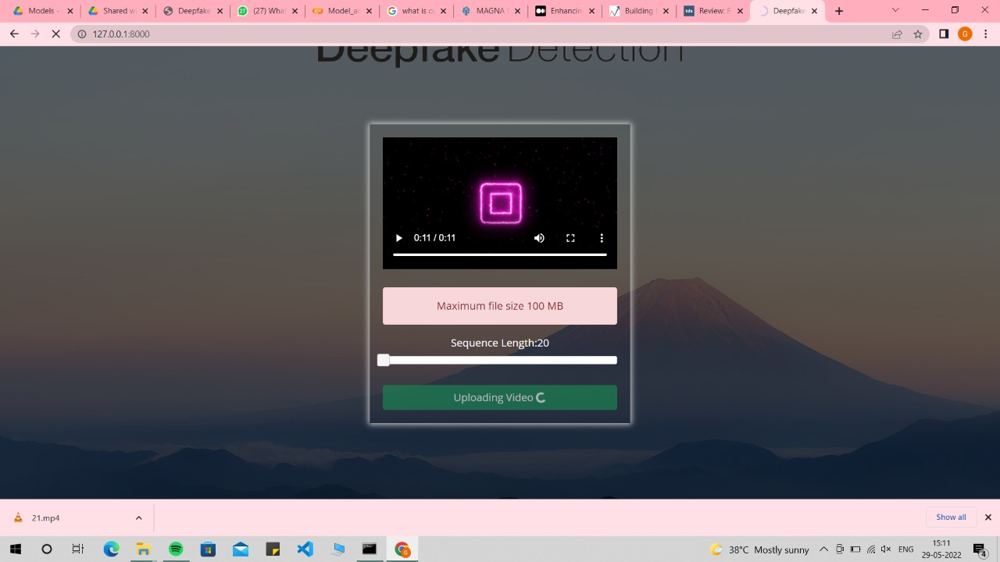 Models -
Shared w
Deepfake
(27) What
Model_a
what is o
MAGNA
Enhancin
Building
Review: R
Deepfake
127.0.0.1:8000
G
Deepfake Detection
0:11 / 0:11
Maximum file size 100 MB
Sequence Length:20
Uploading Video
21.mp4
Show all
38°C Mostly sunny
ENG
15:11
29-05-2022
4